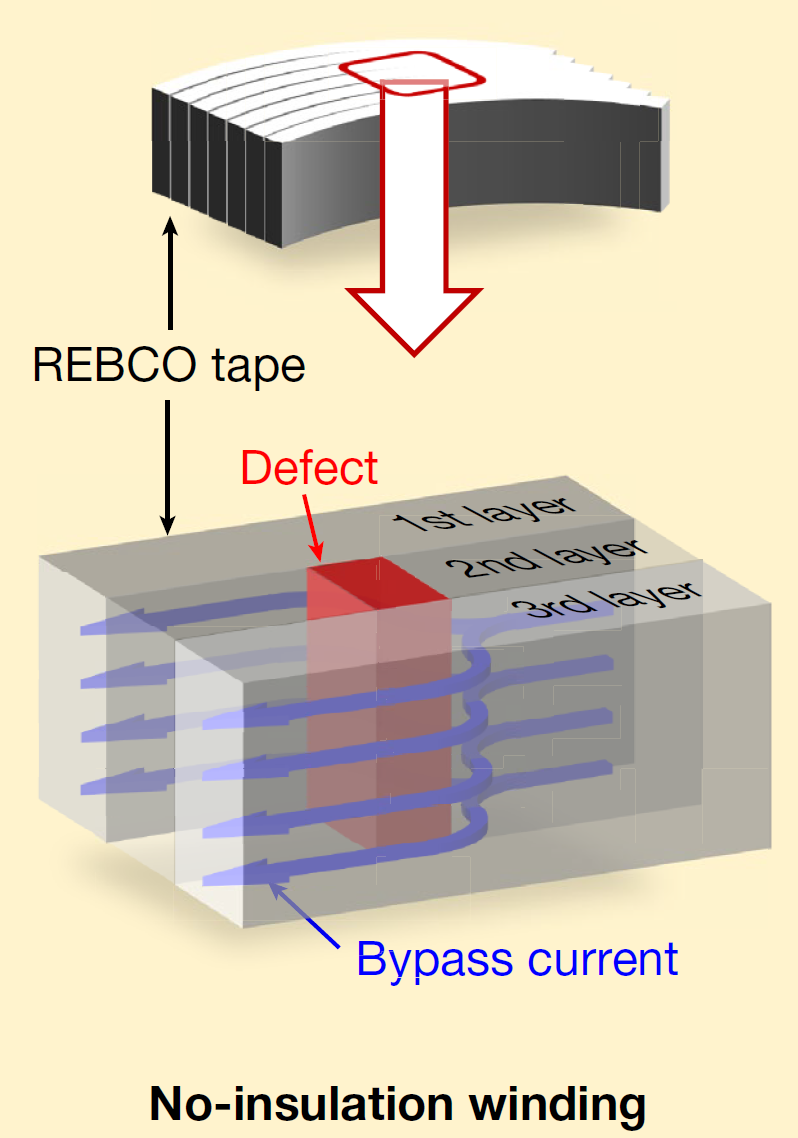 REBCO tape
Defect
1st layer
2nd layer
3rd layer
Bypass current
No-insulation winding